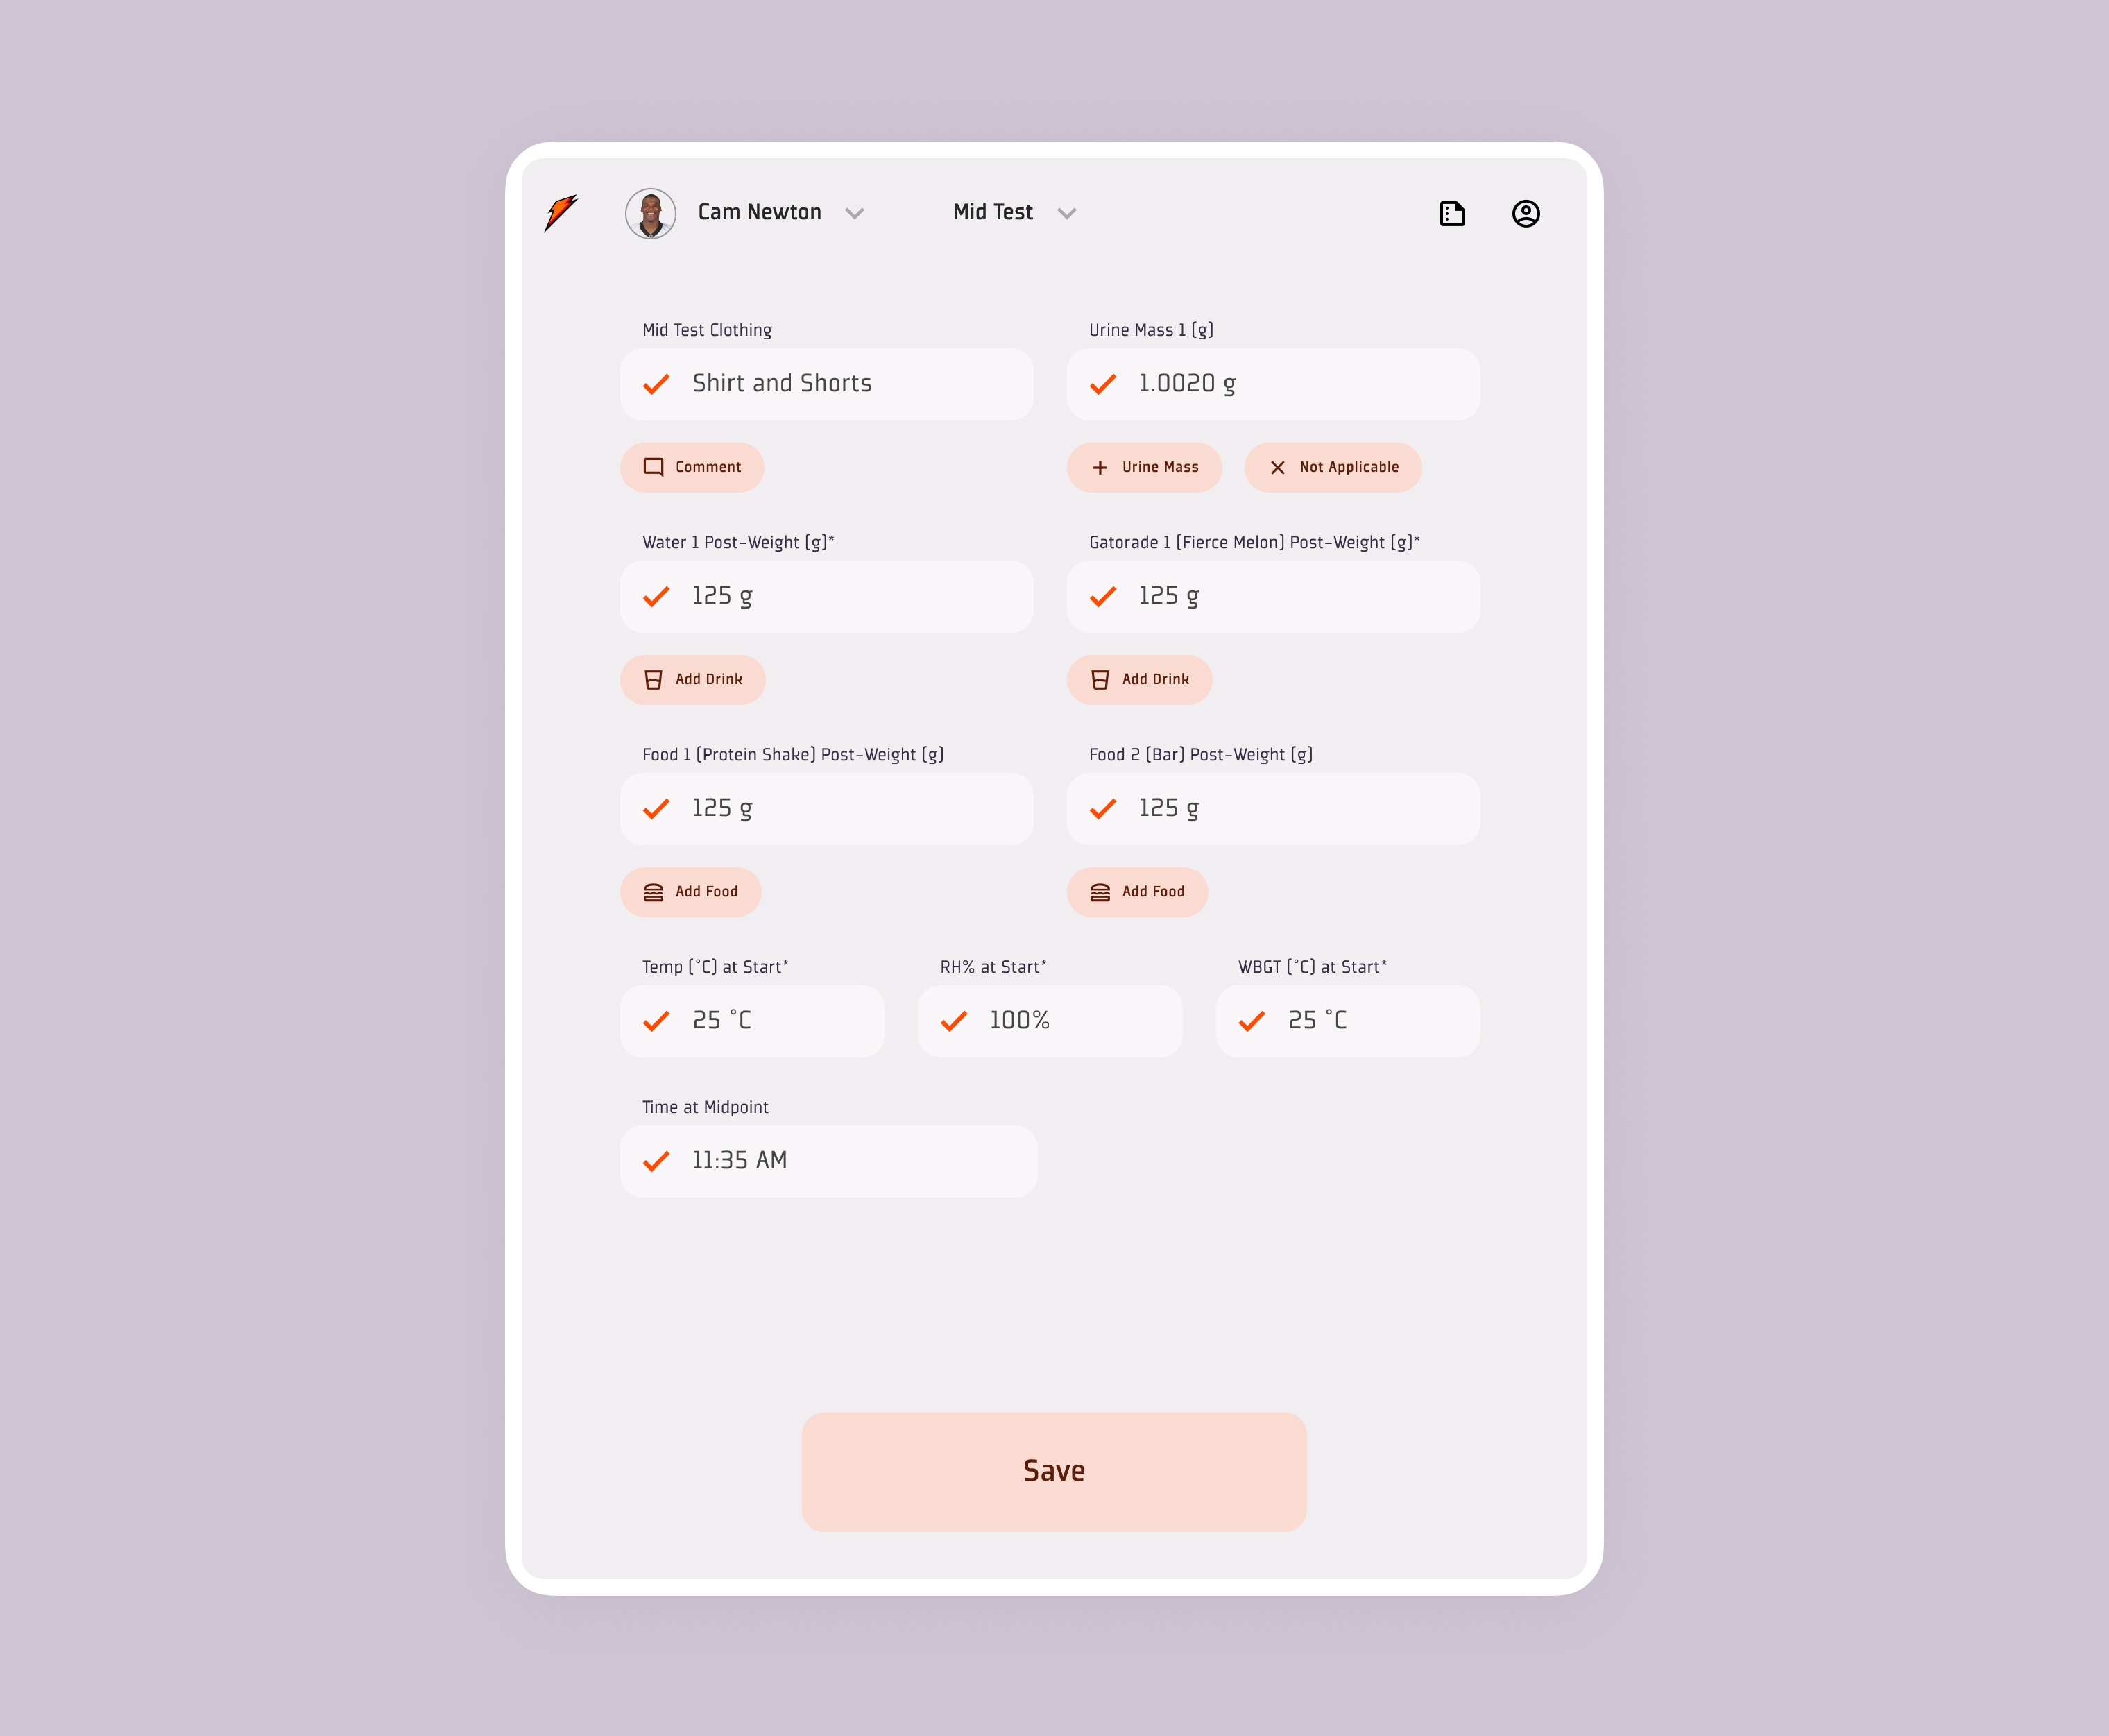 Cam Newton
Mid Test
Mid Test Clothing
Urine Mass 1 (g)
Shirt and Shorts
1.0020 g
Comment
Urine Mass
Not Applicable
Water 1 Post-Weight (g)*
Gatorade 1 (Fierce Melon) Post-Weight (g)*
125 g
125 g
Add Drink
Add Drink
Food 1 (Protein Shake) Post-Weight (g)
Food 2 (Bar) Post-Weight (g)
125 g
125 g
Add Food
Add Food
Temp (°C) at Start*
RH% at Start*
WBGT (°C) at Start*
25 °C
100%
25 °C
Time at Midpoint
11:35 AM
Save